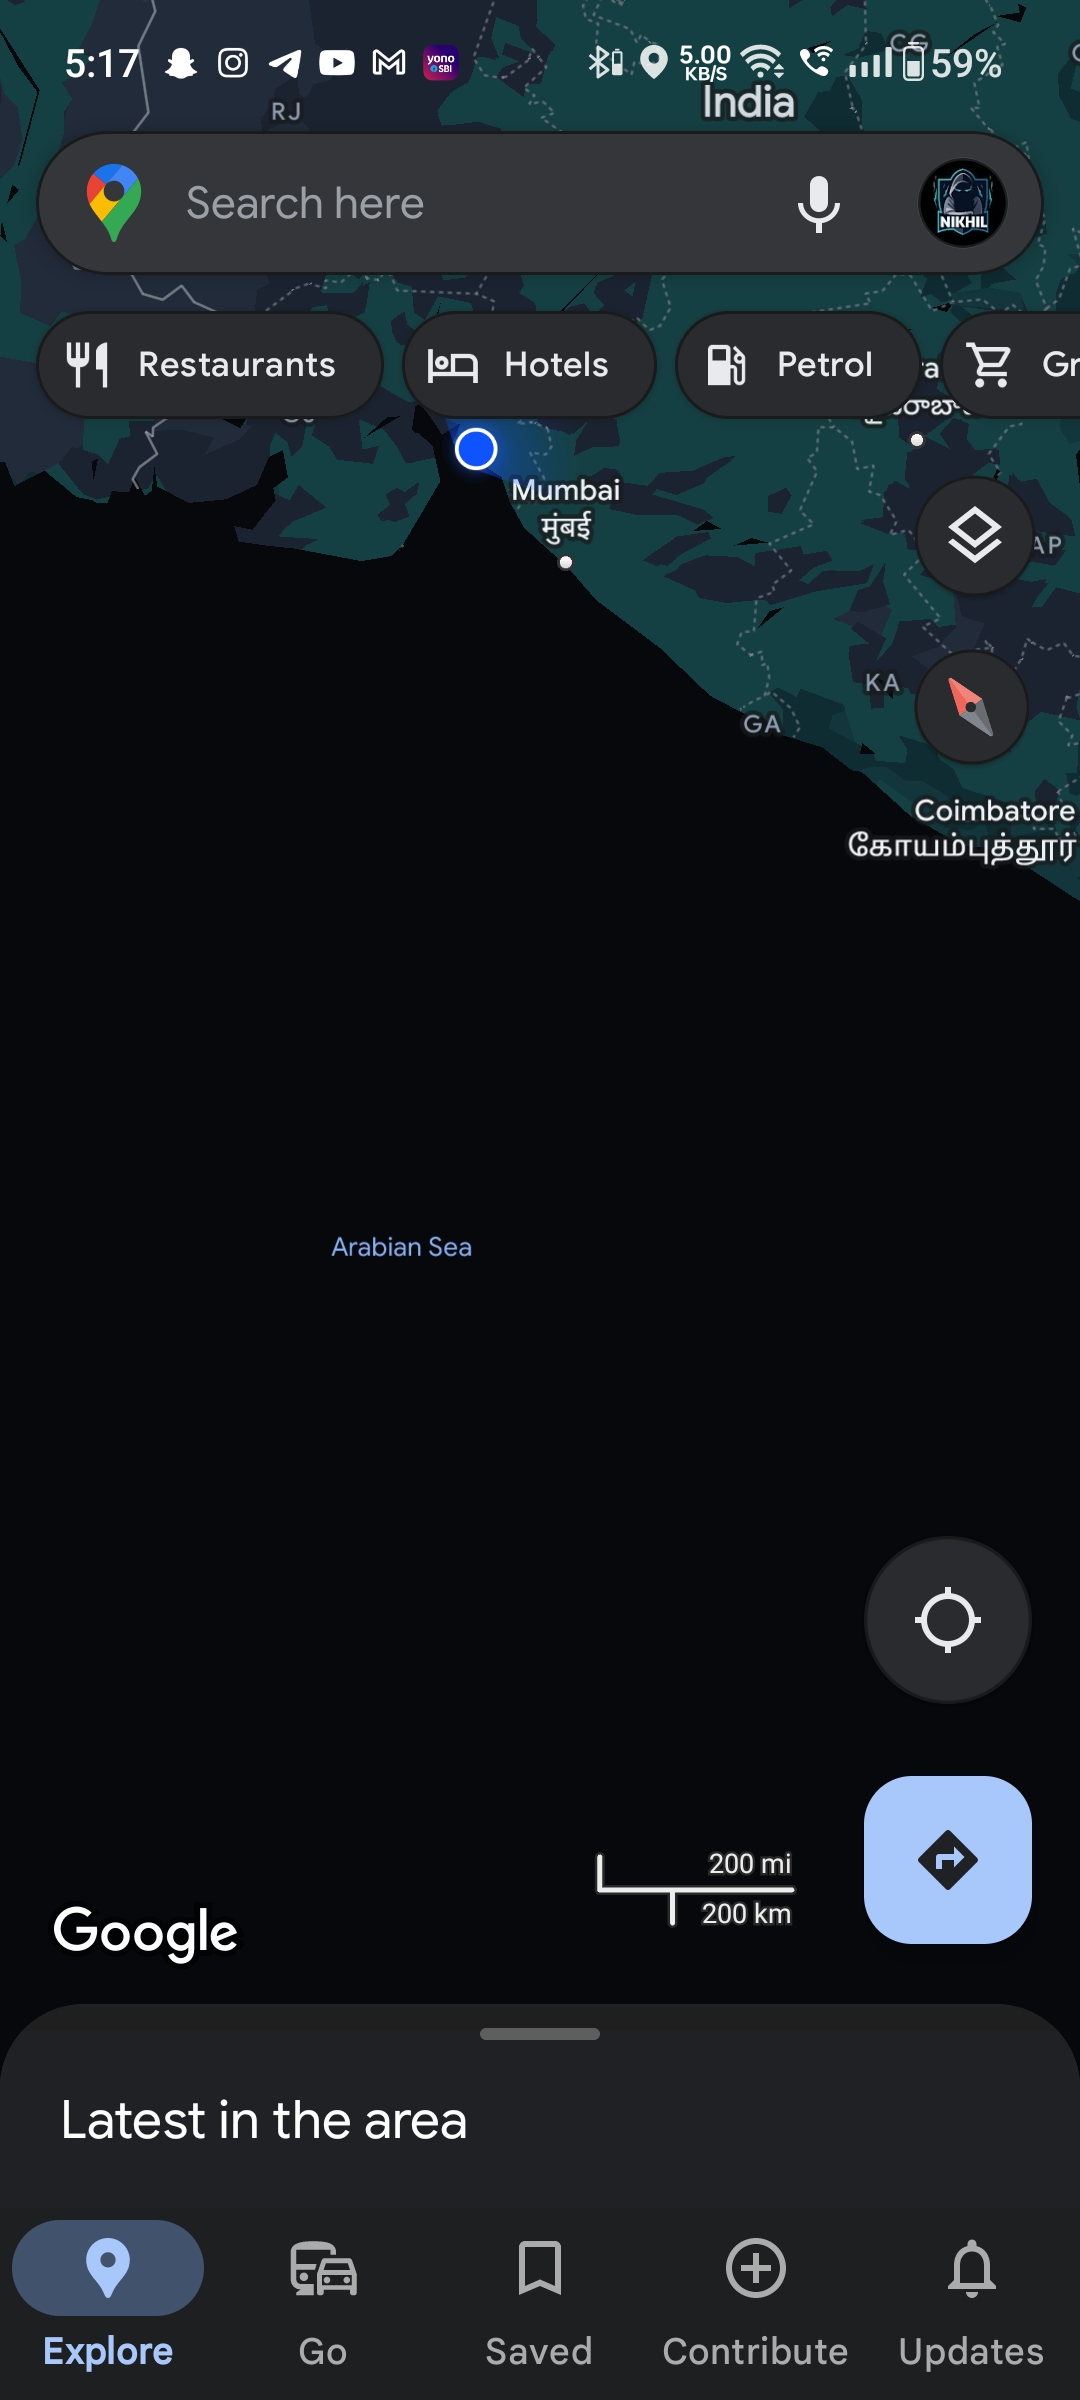 5:17
yono
SBI
5.00
KB/S
59%
CG
India
RJ
Search here
NIKHIL
Restaurants
Hotels
Petrol
Mumbai
मुंबई
AP
KA
GA
Coimbatore
கோயம்புத்தூர்
Arabian Sea
200 mi
200 km
Google
Latest in the area
Explore
Go
Saved
Contribute
Updates